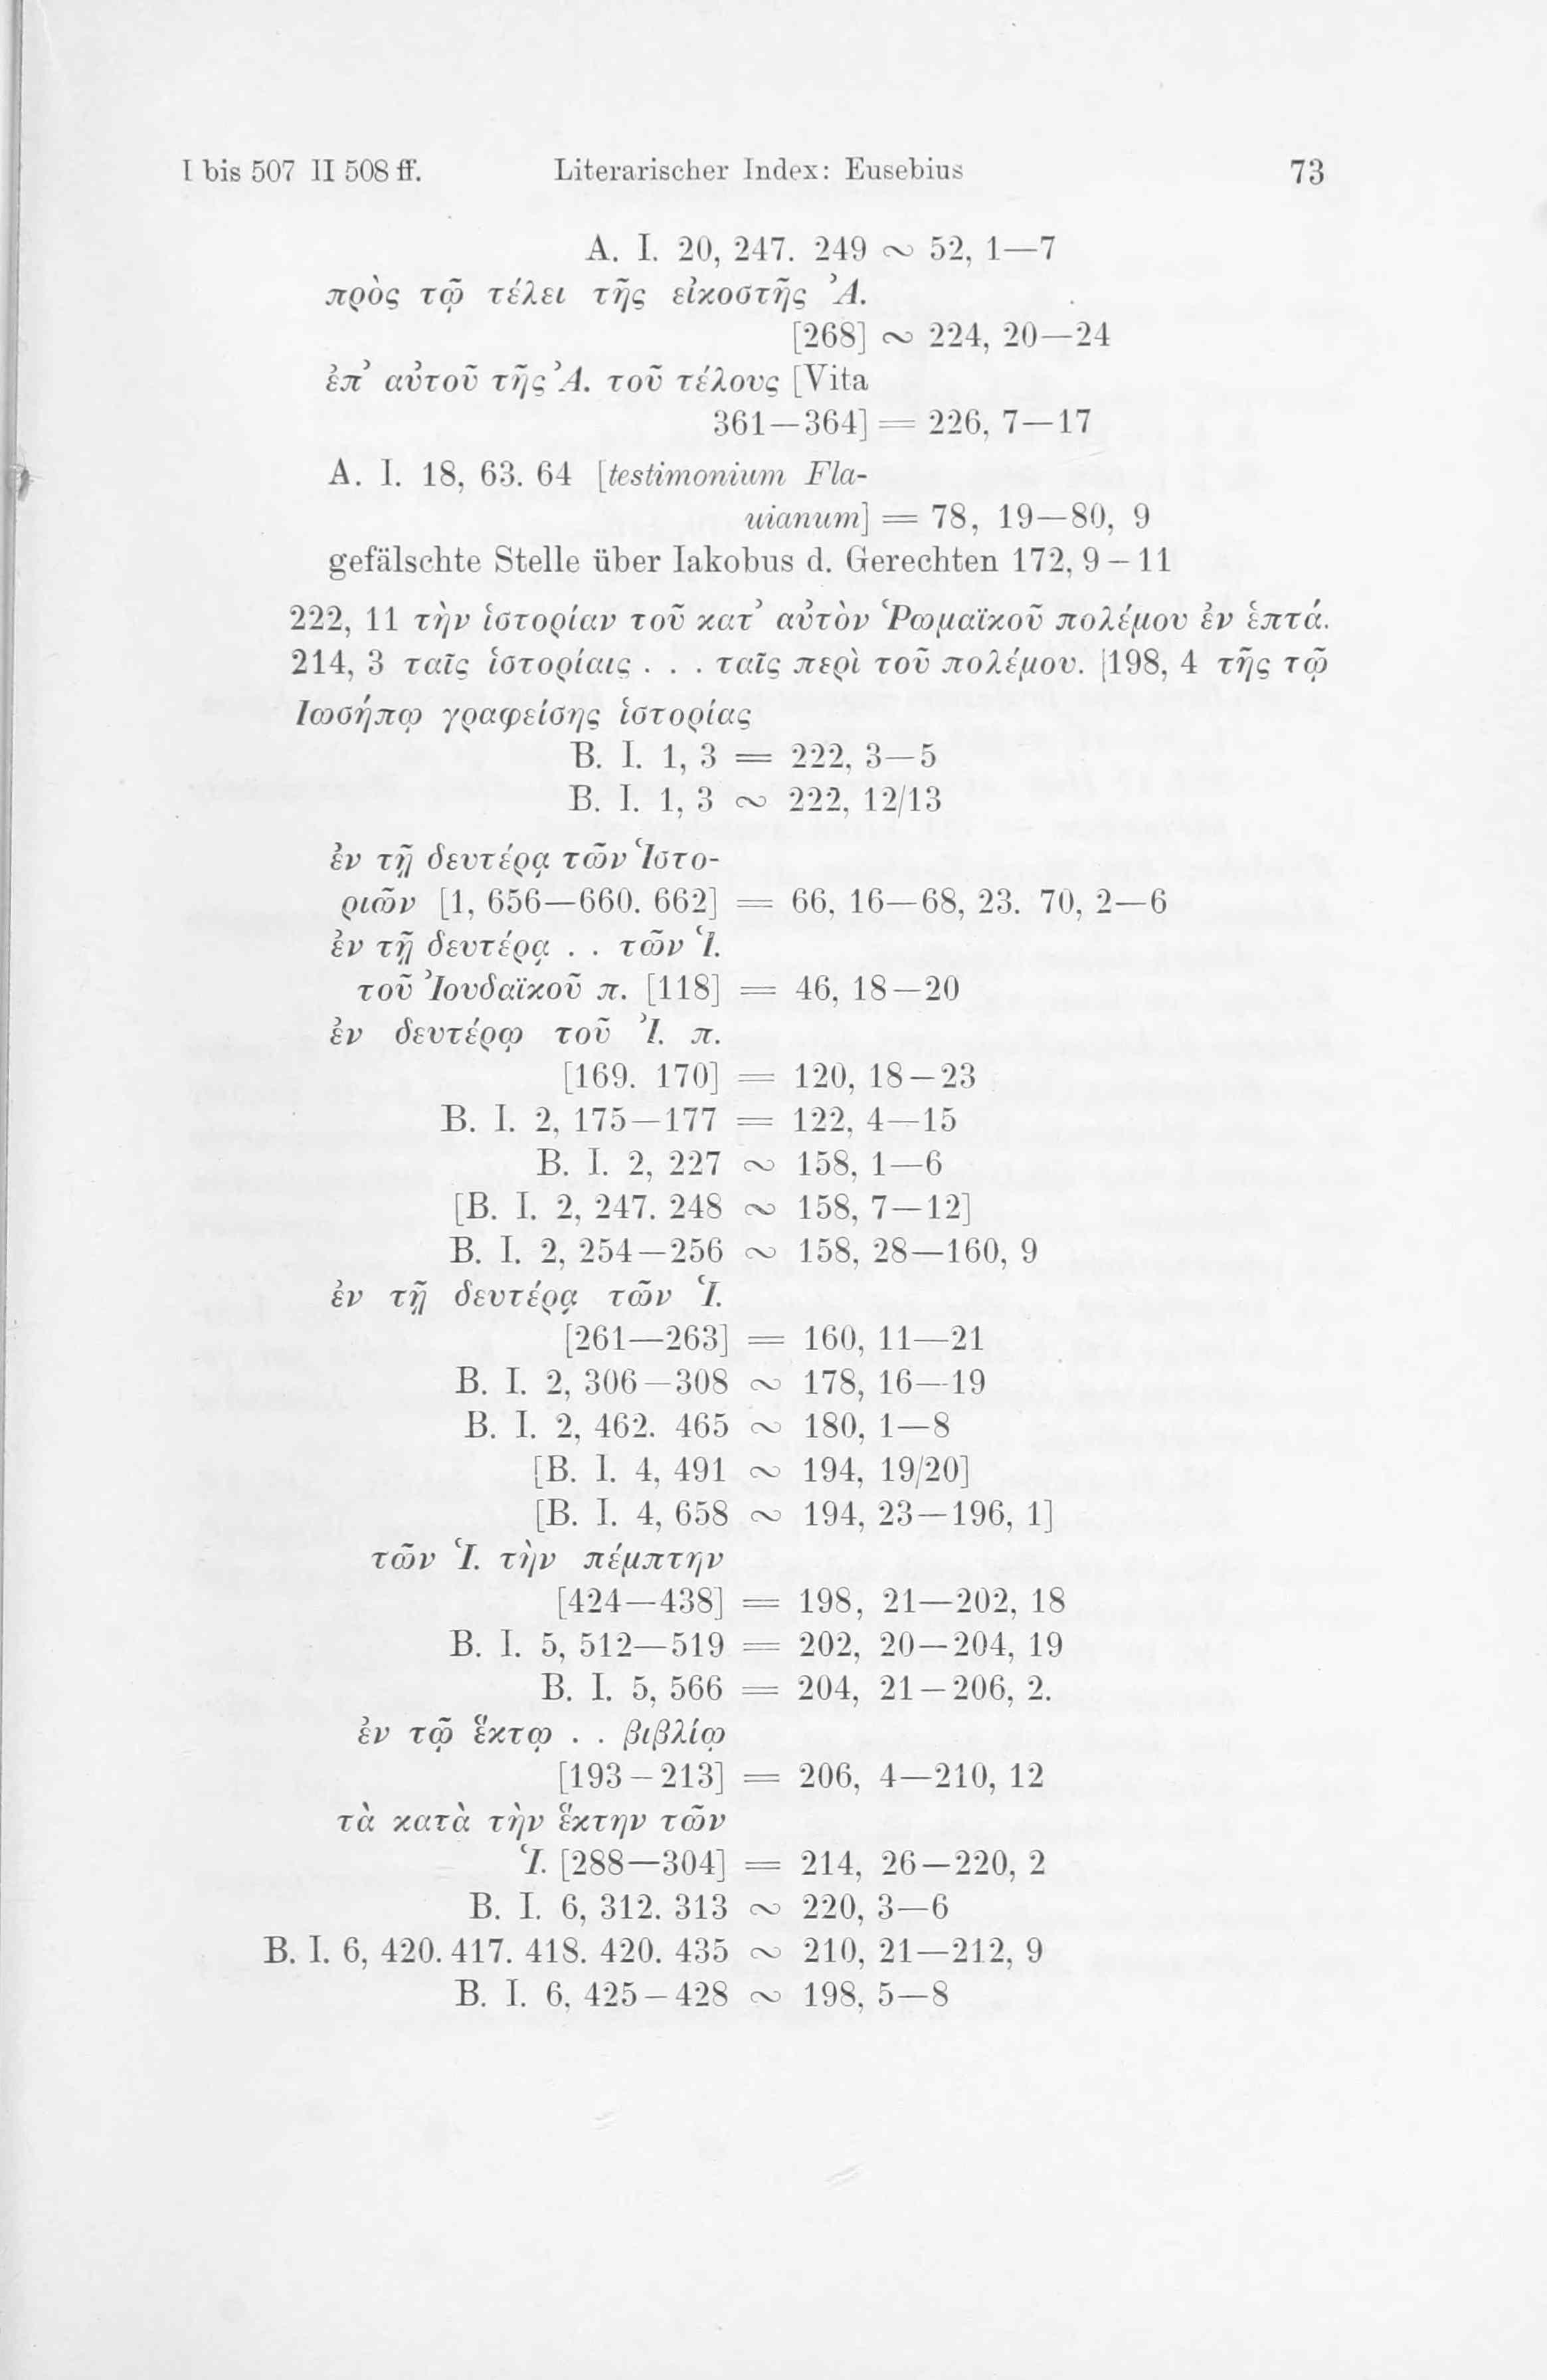 I bis 507 II 508 ff. Literarischer Index: Eusebius 73
A. I. 20, 247. 249 ∾ 52, 1—7
πρὸς τῷ τέλει τῆς εἰκοστῆς Ἀ.
[268] ∾ 224, 20—24
ἐπ’ αὐτοῦ τῆς Ἀ. τοῦ τέλους [Vita
361—364] = 226, 7—17
A. I. 18, 63. 64 [testimonium Fla-
uianum] = 78, 19—80, 9
gefälschte Stelle über Iakobus d. Gerechten 172, 9—11
222, 11 τὴν ἱστορίαν τοῦ κατ’ αὐτὸν Ῥωμαϊκοῦ πολέμου ἐν ἑπτά.
214, 3 ταῖς ἱστορίαις . . . ταῖς περὶ τοῦ πολέμου. [198, 4 τῆς τῷ
Ἰωσήπῳ γραφείσης ἱστορίας
B. I. 1, 3 = 222, 3—5
B. I. 1, 3 ∾ 222, 12/13
ἐν τῇ δευτέρᾳ τῶν Ἱστο-
ριῶν [1, 656—660. 662] = 66, 16—68, 23. 70, 2—6
ἐν τῇ δευτέρᾳ . . τῶν Ἱ.
τοῦ Ἰουδαϊκοῦ π. [118] = 46, 18—20
ἐν δευτέρῳ τοῦ Ἰ. π.
[169. 170] = 120, 18—23
B. I. 2, 175—177 = 122, 4—15
B. I. 2, 227 ∾ 158, 1—6
[B. I. 2, 247. 248 ∾ 158, 7—12]
B. I. 2, 254—256 ∾ 158, 28—160, 9
ἐν τῇ δευτέρᾳ τῶν Ἱ.
[261—263] = 160, 11—21
B. I. 2, 306—308 ∾ 178, 16—19
B. I. 2, 462. 465 ∾ 180, 1—8
[B. I. 4, 491 ∾ 194, 19/20]
[B. I. 4, 658 ∾ 194, 23—196, 1]
τῶν Ἱ. τὴν πέμπτην
[424—438] = 198, 21—202, 18
B. I. 5, 512—519 = 202, 20—204, 19
B. I. 5, 566 = 204, 21—206, 2.
ἐν τῷ ἕκτῳ . . βιβλίῳ
[193—213] = 206, 4—210, 12
τὰ κατὰ τὴν ἕκτην τῶν
Ἱ. [288—304] = 214, 26—220, 2
B. I. 6, 312. 313 ∾ 220, 3—6
B. I. 6, 420. 417. 418. 420. 435 ∾ 210, 21—212, 9
B. I. 6, 425—428 ∾ 198, 5—8